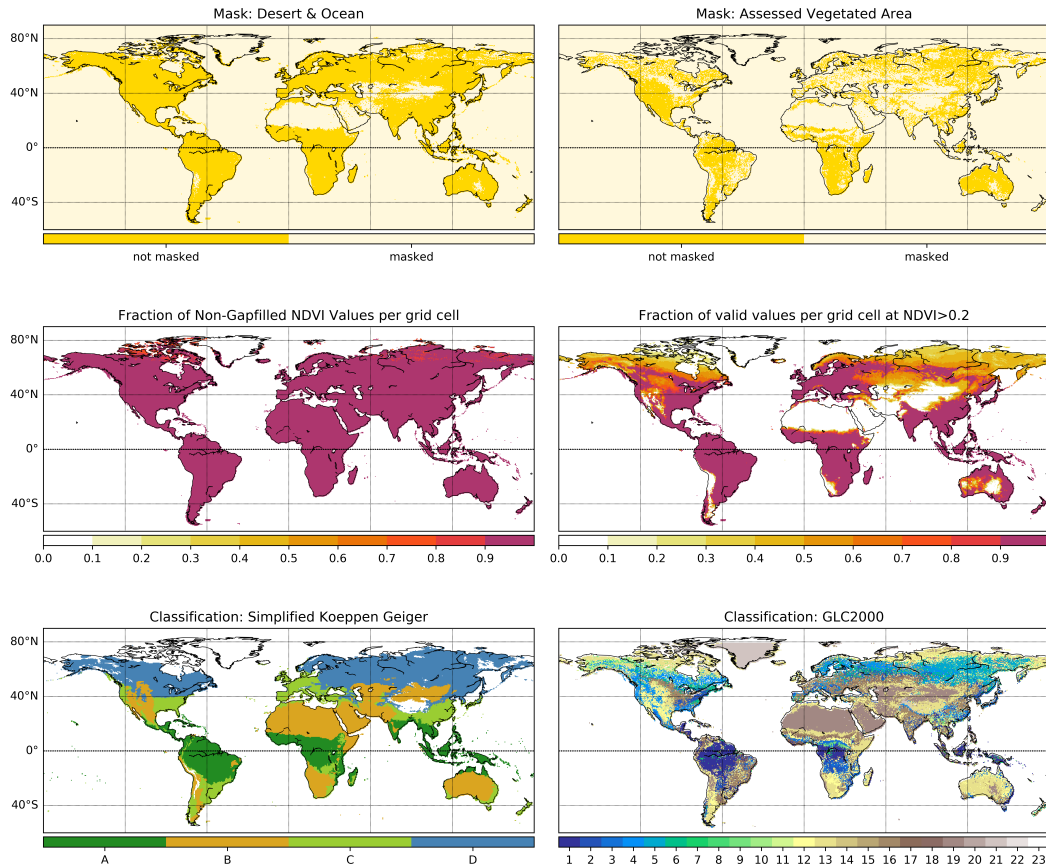 Mask: Desert & Ocean
Mask: Assessed Vegetated Area
80°N
40°N
0°
40°S
not masked masked
not masked masked
Fraction of Non-Gapfilled NDVI Values per grid cell
Fraction of valid values per grid cell at NDVI>0.2
80°N
40°N
0°
40°S
0.0 0.1 0.2 0.3 0.4 0.5 0.6 0.7 0.8 0.9
0.0 0.1 0.2 0.3 0.4 0.5 0.6 0.7 0.8 0.9
Classification: Simplified Koeppen Geiger
Classification: GLC2000
80°N
40°N
0°
40°S
A B C D
1 2 3 4 5 6 7 8 9 10 11 12 13 14 15 16 17 18 19 20 21 22 23